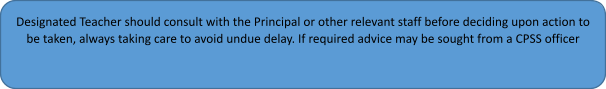 Designated Teacher should consult with the Principal or other relevant staff before deciding upon action to
be taken, always taking care to avoid undue delay. If required advice may be sought from a CPSS officer